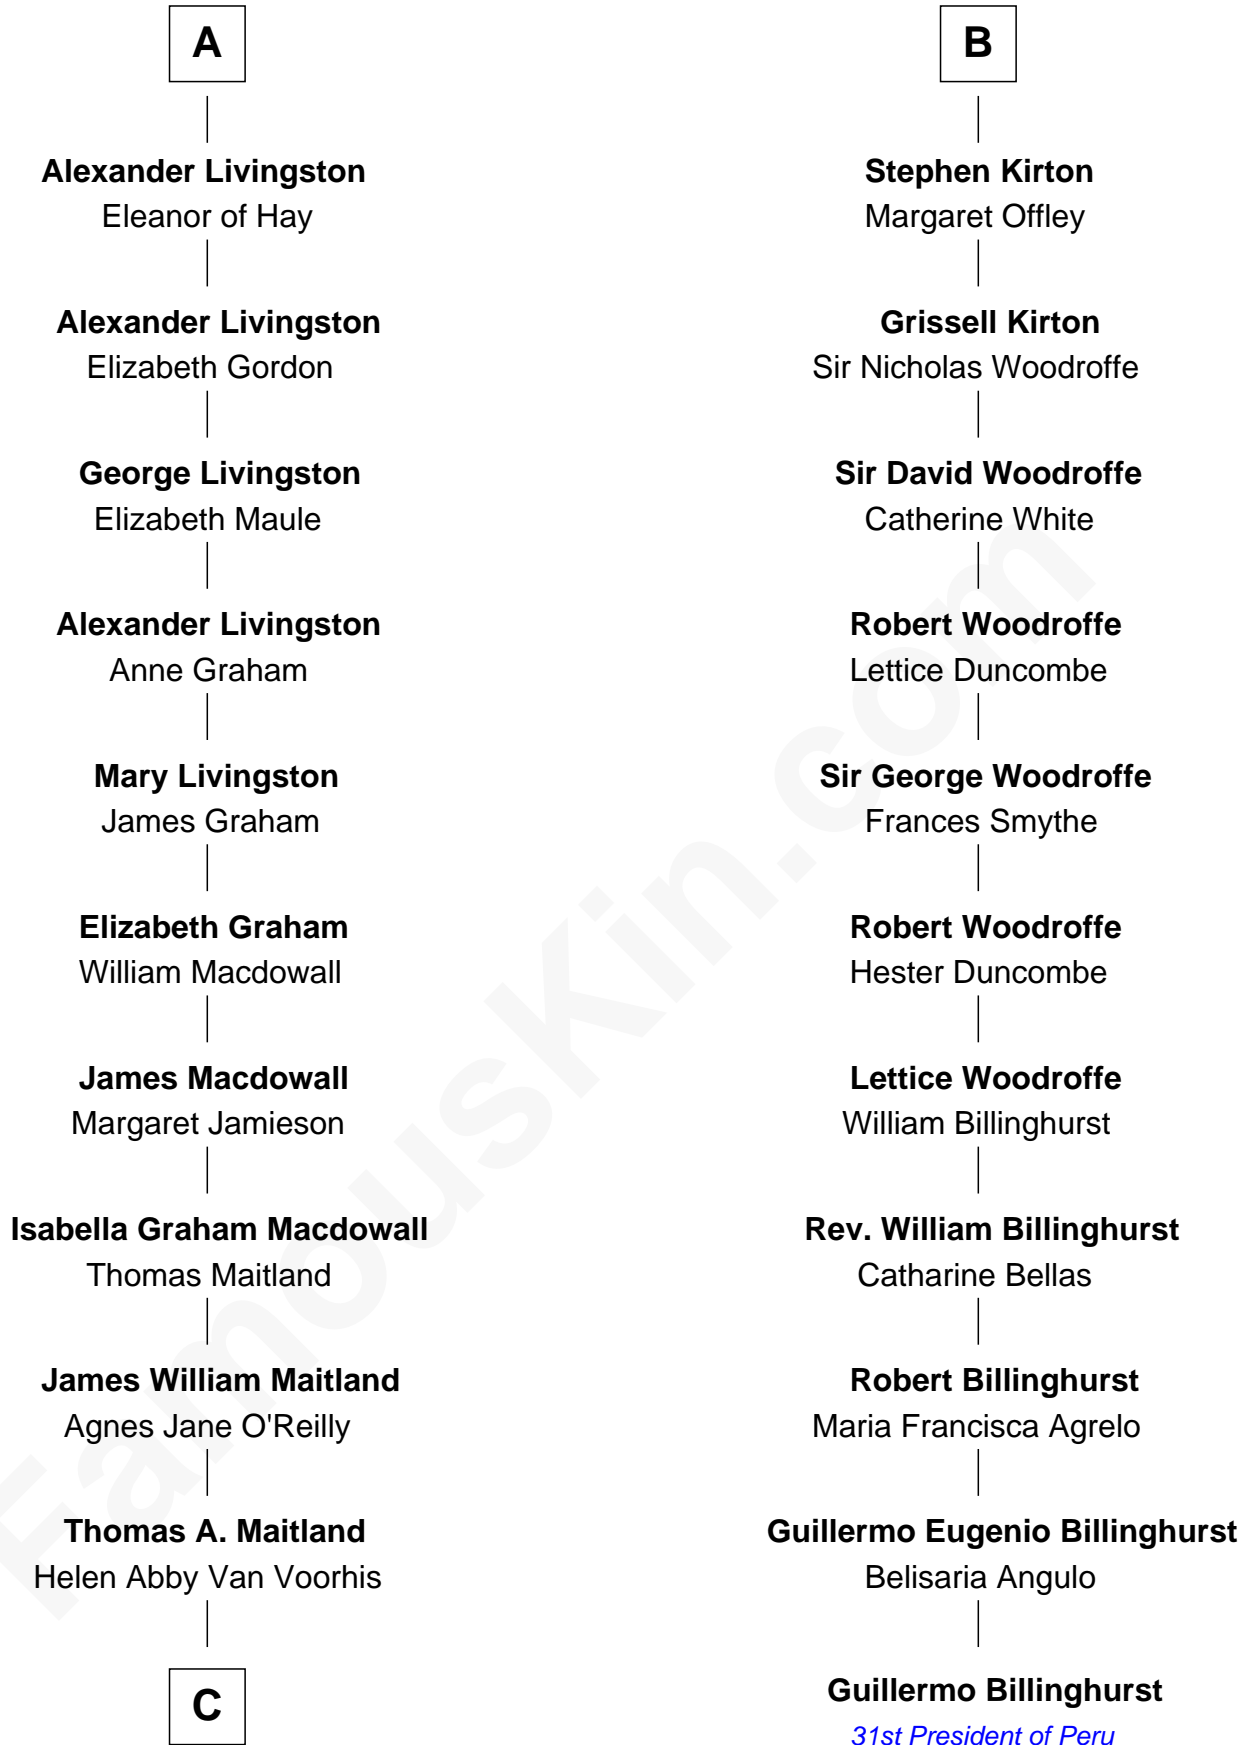 A
Alexander Livingston
Eleanor of Hay
Alexander Livingston
Elizabeth Gordon
George Livingston
Elizabeth Maule
Alexander Livingston
Anne Graham
Mary Livingston
James Graham
Elizabeth Graham
William Macdowall
James Macdowall
Margaret Jamieson
Isabella Graham Macdowall
Thomas Maitland
James William Maitland
Agnes Jane O'Reilly
Thomas A. Maitland
Helen Abby Van Voorhis
C
B
Stephen Kirton
Margaret Offley
Grissell Kirton
Sir Nicholas Woodroffe
Sir David Woodroffe
Catherine White
Robert Woodroffe
Lettice Duncombe
Sir George Woodroffe
Frances Smythe
Robert Woodroffe
Hester Duncombe
Lettice Woodroffe
William Billinghurst
Rev. William Billinghurst
Catharine Bellas
Robert Billinghurst
Maria Francisca Agrelo
Guillermo Eugenio Billinghurst
Belisaria Angulo
Guillermo Billinghurst
31st President of Peru
FamousKin.com